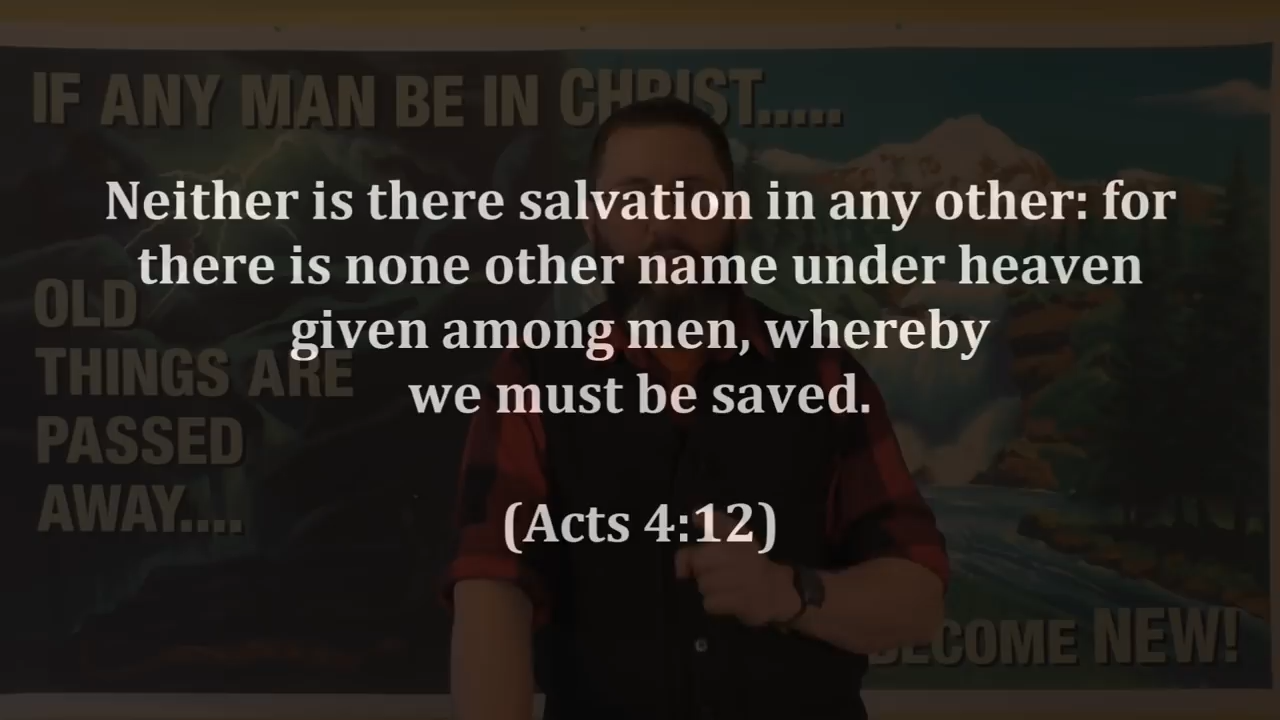 IF ANY MAN BE IN CHRIST.....
Neither is there salvation in any other: for
there is none other name under heaven
given among men, whereby
we must be saved.
(Acts 4:12)
OLD
THINGS ARE
PASSED
AWAY....
BECOME NEW!